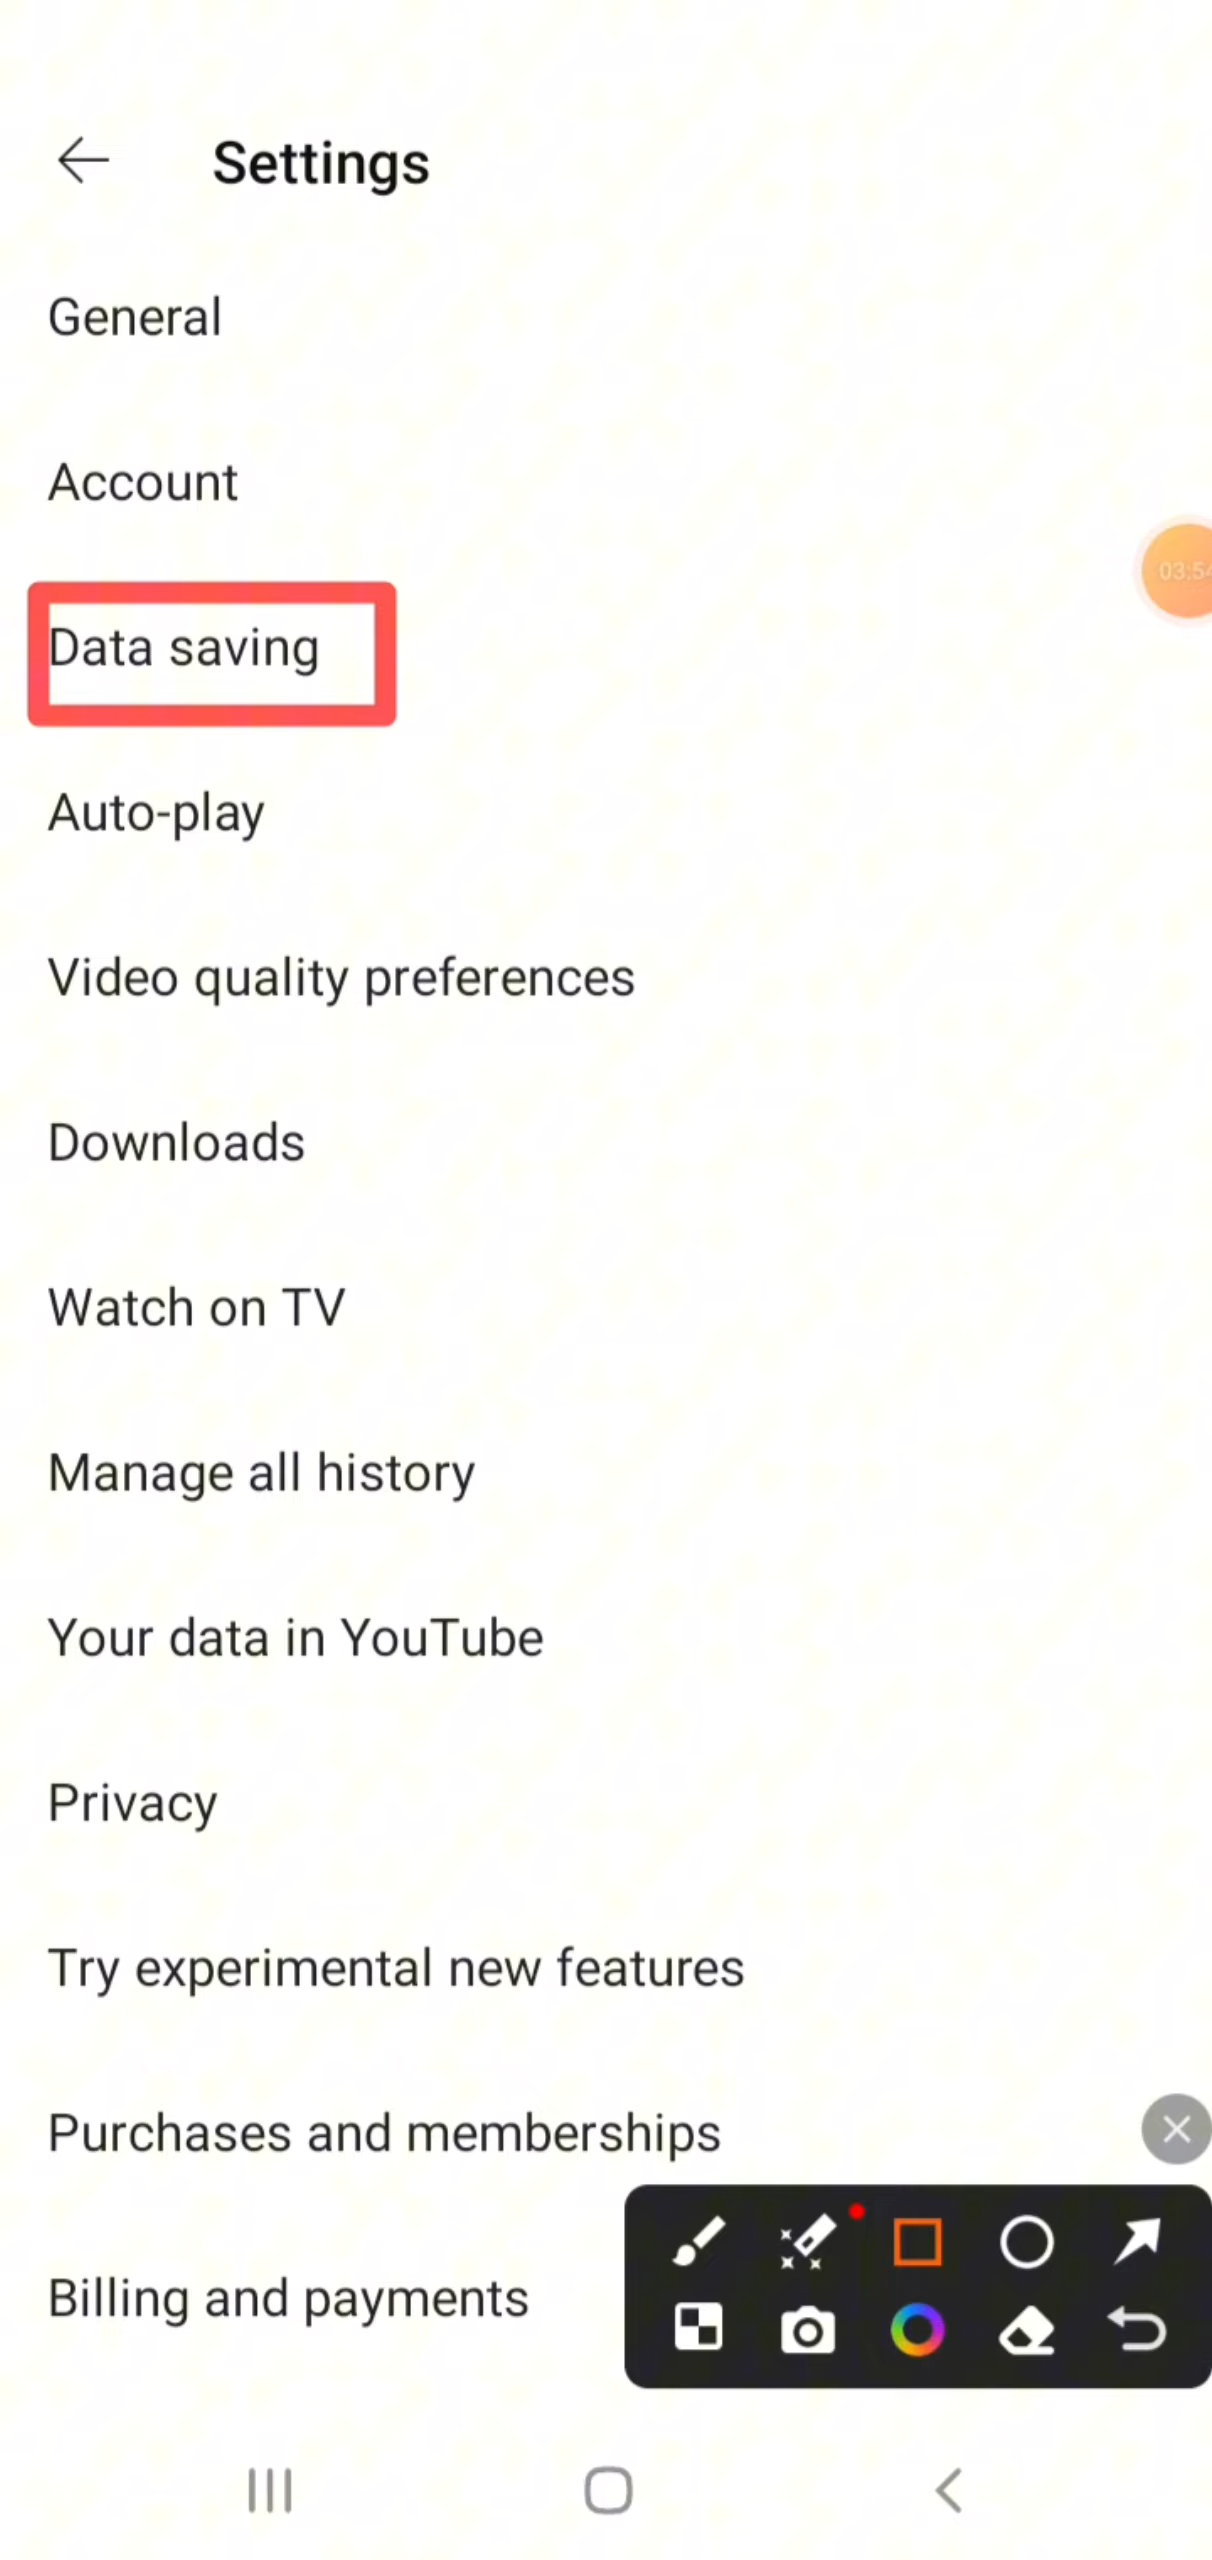 Settings
General
Account
Data saving
Auto-play
Video quality preferences
Downloads
Watch on TV
Manage all history
Your data in YouTube
Privacy
Try experimental new features
Purchases and memberships
Billing and payments